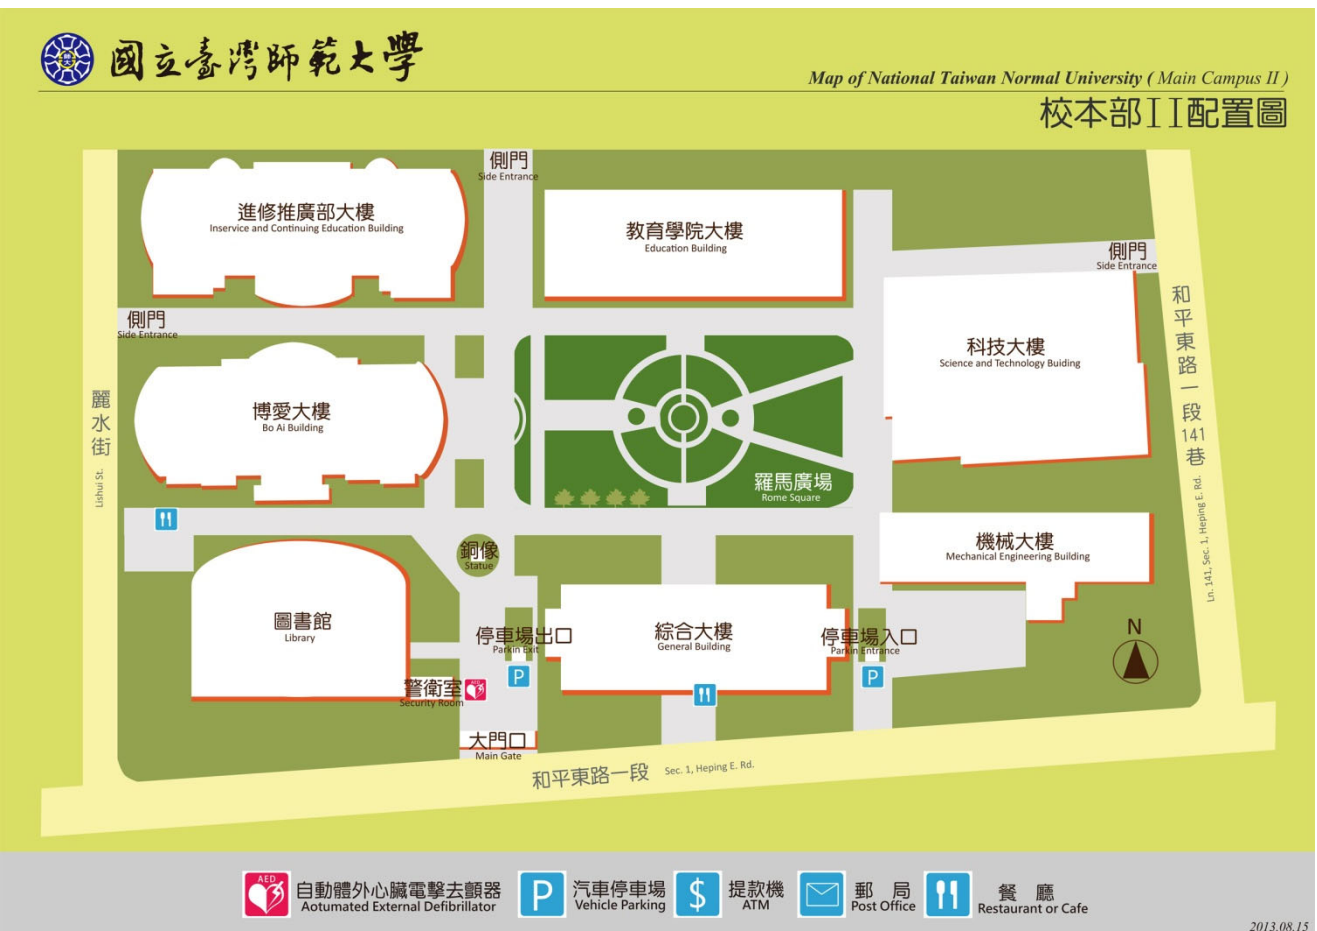 國立臺灣師範大學
Map of National Taiwan Normal University ( Main Campus II )
校本部II配置圖
側門
Side Entrance
進修推廣部大樓
Inservice and Continuing Education Building
教育學院大樓
Education Building
側門
Side Entrance
側門
Side Entrance
科技大樓
Science and Technology Buiding
和平東路一段141巷
Ln. 141, Sec. 1, Heping E. Rd.
麗水街
Lishui St.
博愛大樓
Bo Ai Building
羅馬廣場
Rome Square
銅像
Statue
機械大樓
Mechanical Engineering Building
圖書館
Library
停車場出口
Parkin Exit
P
綜合大樓
General Building
停車場入口
Parkin Entrance
P
N
警衛室
Security Room
AED
大門口
Main Gate
和平東路一段 Sec. 1, Heping E. Rd.
AED
自動體外心臟電擊去顫器
Aotumated External Defibrillator
P
汽車停車場
Vehicle Parking
$
提款機
ATM
郵 局
Post Office
餐 廳
Restaurant or Cafe
2013.08.15